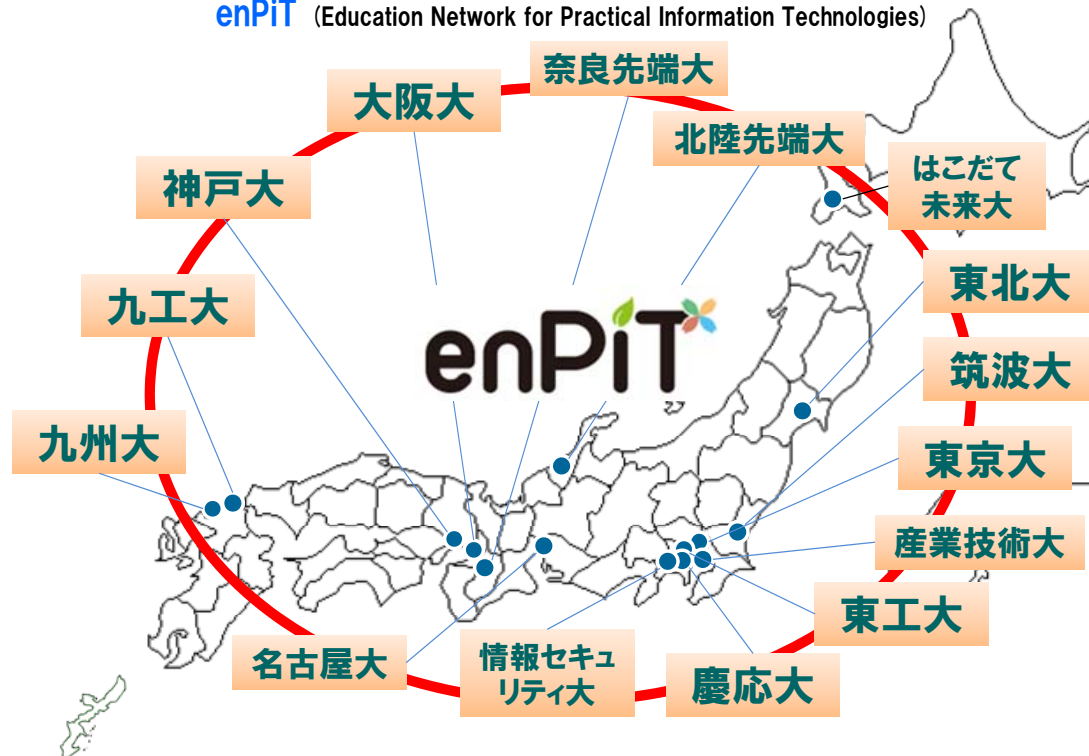 enPiT (Education Network for Practical Information Technologies)
奈良先端大
大阪大
北陸先端大
はこだて
未来大
神戸大
東北大
九工大
enPiT
筑波大
九州大
東京大
産業技術大
東工大
名古屋大
情報セキュ
リティ大
慶応大